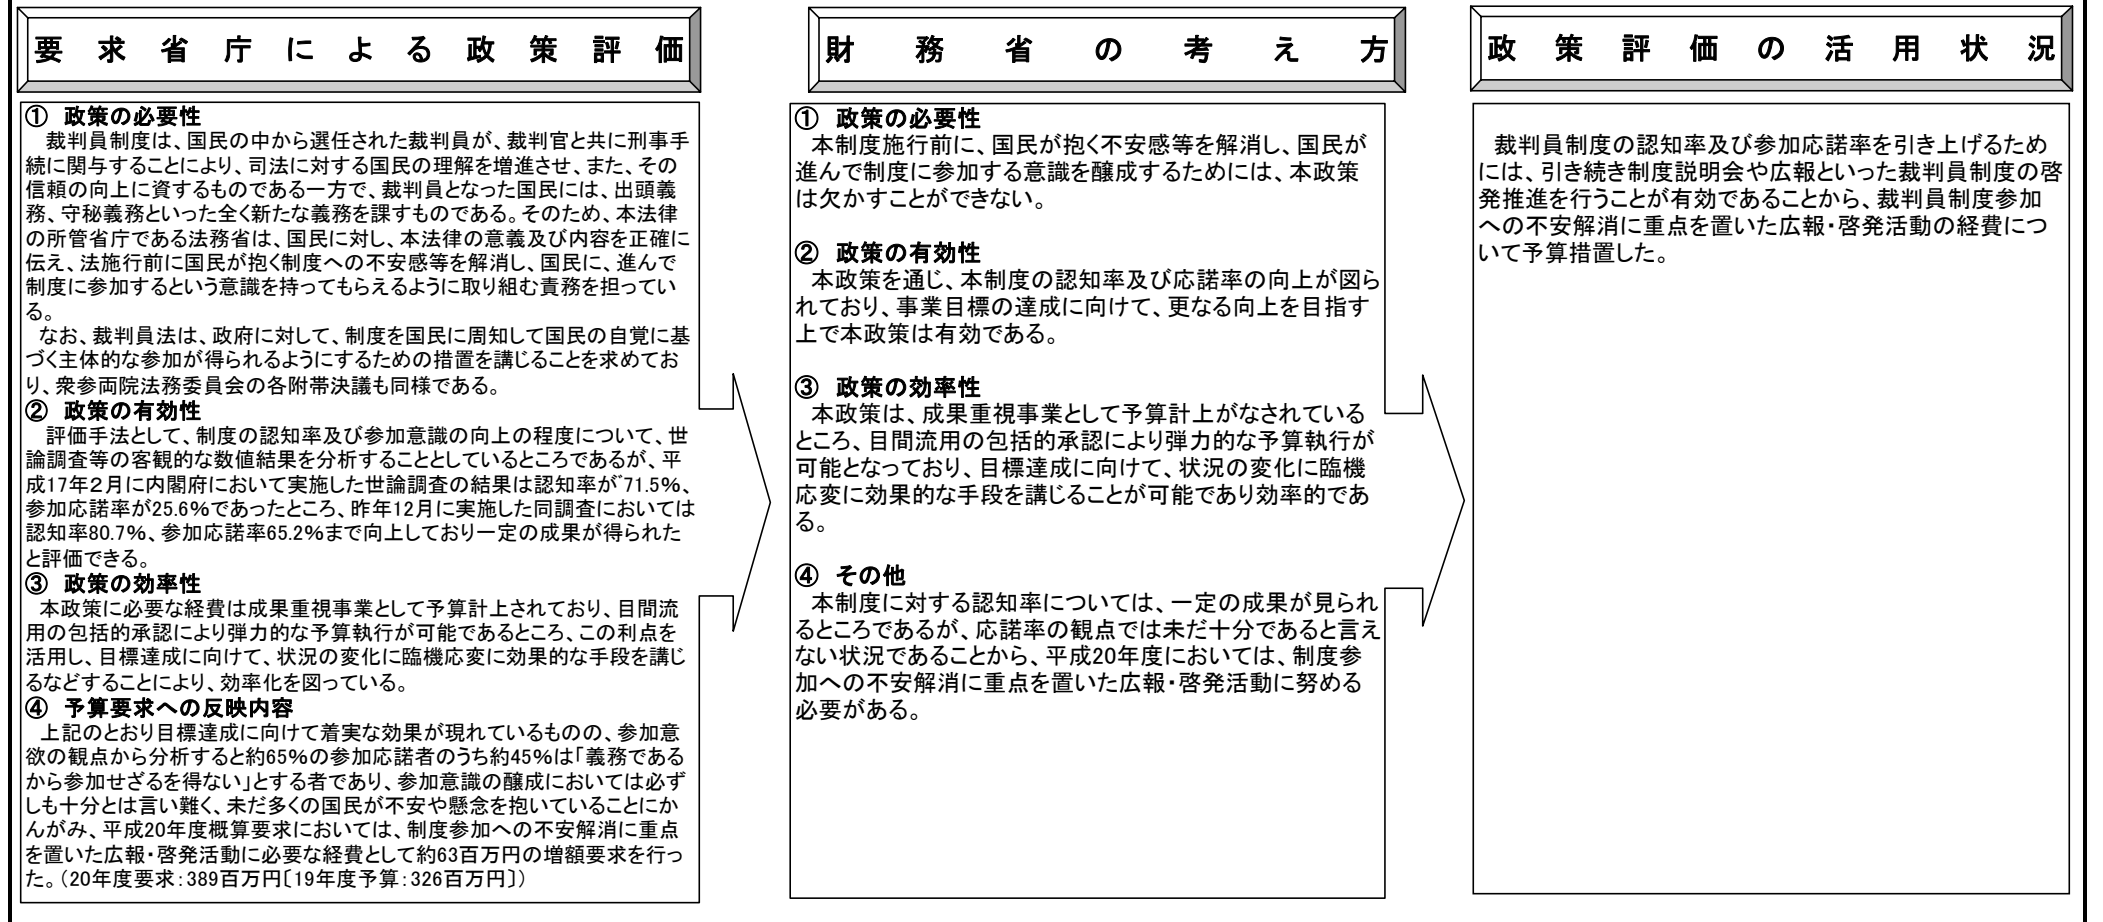 要求省庁による政策評価
① 政策の必要性
裁判員制度は、国民の中から選任された裁判員が、裁判官と共に刑事手
続に関与することにより、司法に対する国民の理解を増進させ、また、その
信頼の向上に資するものである一方で、裁判員となった国民には、出頭義
務、守秘義務といった全く新たな義務を課すものである。そのため、本法律
の所管省庁である法務省は、国民に対し、本法律の意義及び内容を正確に
伝え、法施行前に国民が抱く制度への不安感等を解消し、国民に、進んで
制度に参加するという意識を持ってもらえるように取り組む責務を担ってい
る。
なお、裁判員法は、政府に対して、制度を国民に周知して国民の自覚に基
づく主体的な参加が得られるようにするための措置を講じることを求めてお
り、衆参両院法務委員会の各附帯決議も同様である。
② 政策の有効性
評価手法として、制度の認知率及び参加意識の向上の程度について、世
論調査等の客観的な数値結果を分析することとしているところであるが、平
成17年2月に内閣府において実施した世論調査の結果は認知率が71.5%、
参加応諾率が25.6%であったところ、昨年12月に実施した同調査においては
認知率80.7%、参加応諾率65.2%まで向上しており一定の成果が得られた
と評価できる。
③ 政策の効率性
本政策に必要な経費は成果重視事業として予算計上されており、目間流
用の包括的承認により弾力的な予算執行が可能であるところ、この利点を
活用し、目標達成に向けて、状況の変化に臨機応変に効果的な手段を講じ
るなどすることにより、効率化を図っている。
④ 予算要求への反映内容
上記のとおり目標達成に向けて着実な効果が現れているものの、参加意
欲の観点から分析すると約65%の参加応諾者のうち約45%は「義務である
から参加せざるを得ない」とする者であり、参加意識の醸成においては必ず
しも十分とは言い難く、未だ多くの国民が不安や懸念を抱いていることにか
んがみ、平成20年度概算要求においては、制度参加への不安解消に重点
を置いた広報・啓発活動に必要な経費として約63百万円の増額要求を行っ
た。(20年度要求:389百万円〔19年度予算:326百万円〕)
財務省の考え方
① 政策の必要性
本制度施行前に、国民が抱く不安感等を解消し、国民が
進んで制度に参加する意識を醸成するためには、本政策
は欠かすことができない。
② 政策の有効性
本政策を通じ、本制度の認知率及び応諾率の向上が図ら
れており、事業目標の達成に向けて、更なる向上を目指す
上で本政策は有効である。
③ 政策の効率性
本政策は、成果重視事業として予算計上がなされている
ところ、目間流用の包括的承認により弾力的な予算執行が
可能となっており、目標達成に向けて、状況の変化に臨機
応変に効果的な手段を講じることが可能であり効率的であ
る。
④ その他
本制度に対する認知率については、一定の成果が見られ
るところであるが、応諾率の観点では未だ十分であると言え
ない状況であることから、平成20年度においては、制度参
加への不安解消に重点を置いた広報・啓発活動に努める
必要がある。
政策評価の活用状況
裁判員制度の認知率及び参加応諾率を引き上げるため
には、引き続き制度説明会や広報といった裁判員制度の啓
発推進を行うことが有効であることから、裁判員制度参加
への不安解消に重点を置いた広報・啓発活動の経費につ
いて予算措置した。